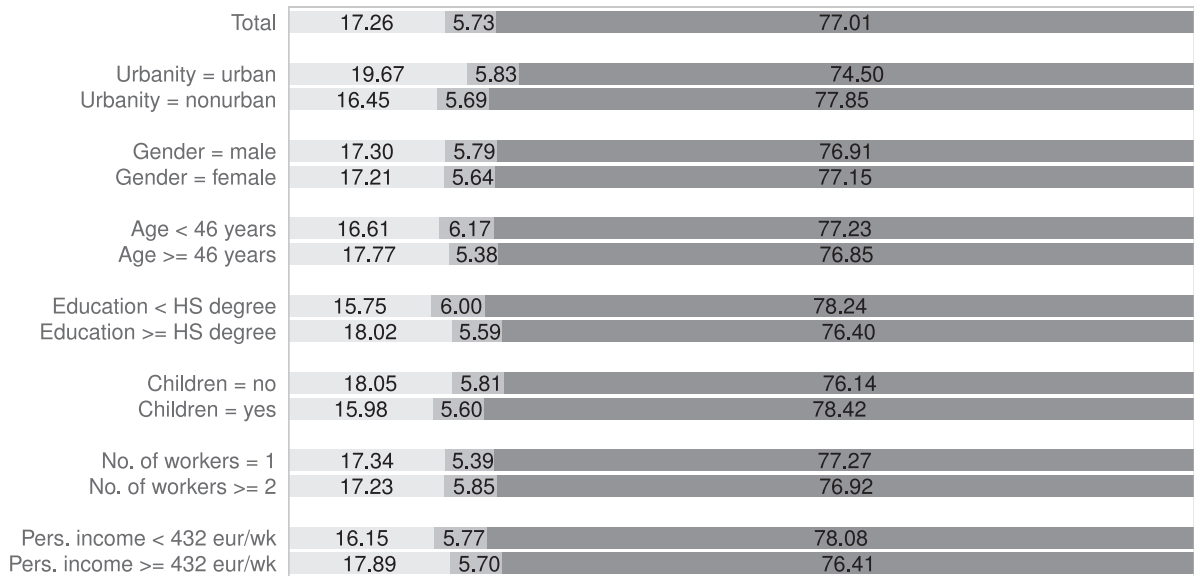 Total 17.26 5.73 77.01
Urbanity = urban 19.67 5.83 74.50
Urbanity = nonurban 16.45 5.69 77.85
Gender = male 17.30 5.79 76.91
Gender = female 17.21 5.64 77.15
Age < 46 years 16.61 6.17 77.23
Age >= 46 years 17.77 5.38 76.85
Education < HS degree 15.75 6.00 78.24
Education >= HS degree 18.02 5.59 76.40
Children = no 18.05 5.81 76.14
Children = yes 15.98 5.60 78.42
No. of workers = 1 17.34 5.39 77.27
No. of workers >= 2 17.23 5.85 76.92
Pers. income < 432 eur/wk 16.15 5.77 78.08
Pers. income >= 432 eur/wk 17.89 5.70 76.41